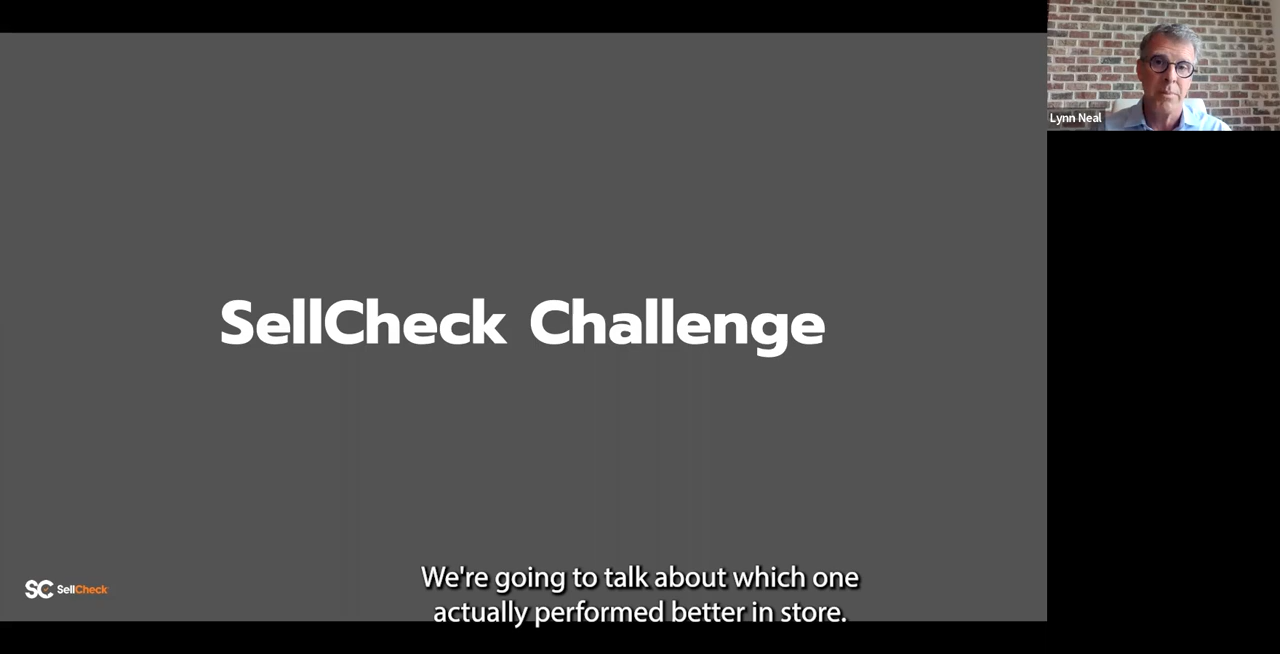 Lynn Neal
SellCheck Challenge
SC SellCheck
We're going to talk about which one
actually performed better in store.